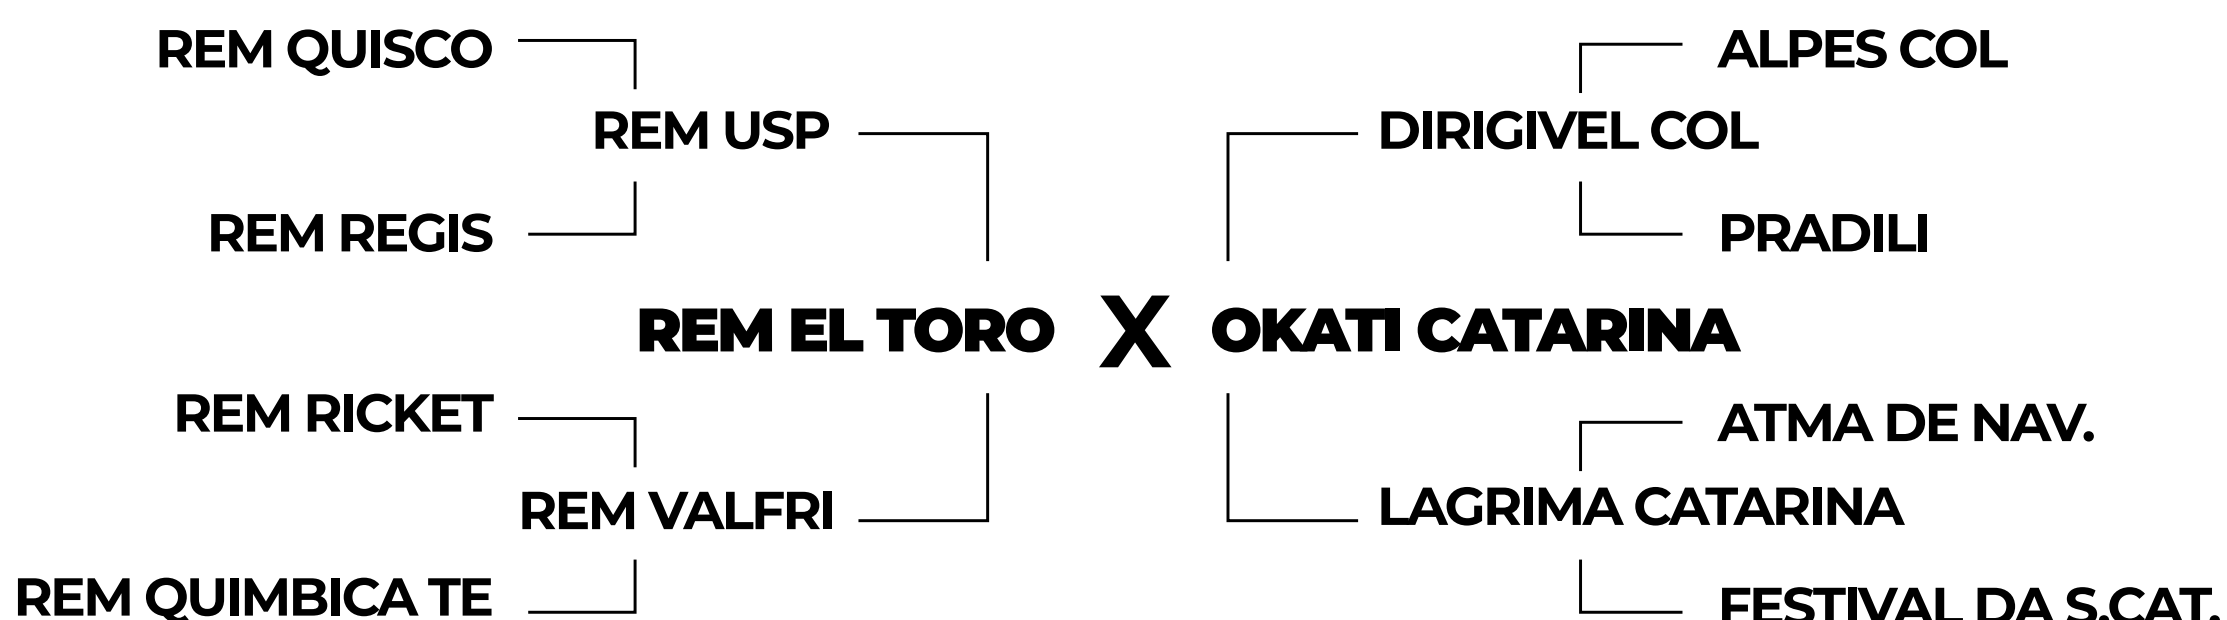 REM QUISCO
ALPES COL
REM USP
DIRIGIVEL COL
REM REGIS
PRADILI
REM EL TORO X OKATI CATARINA
REM RICKET
ATMA DE NAV.
REM VALFRI
LAGRIMA CATARINA
REM QUIMBICA TE
FESTIVAL DA S.CAT.